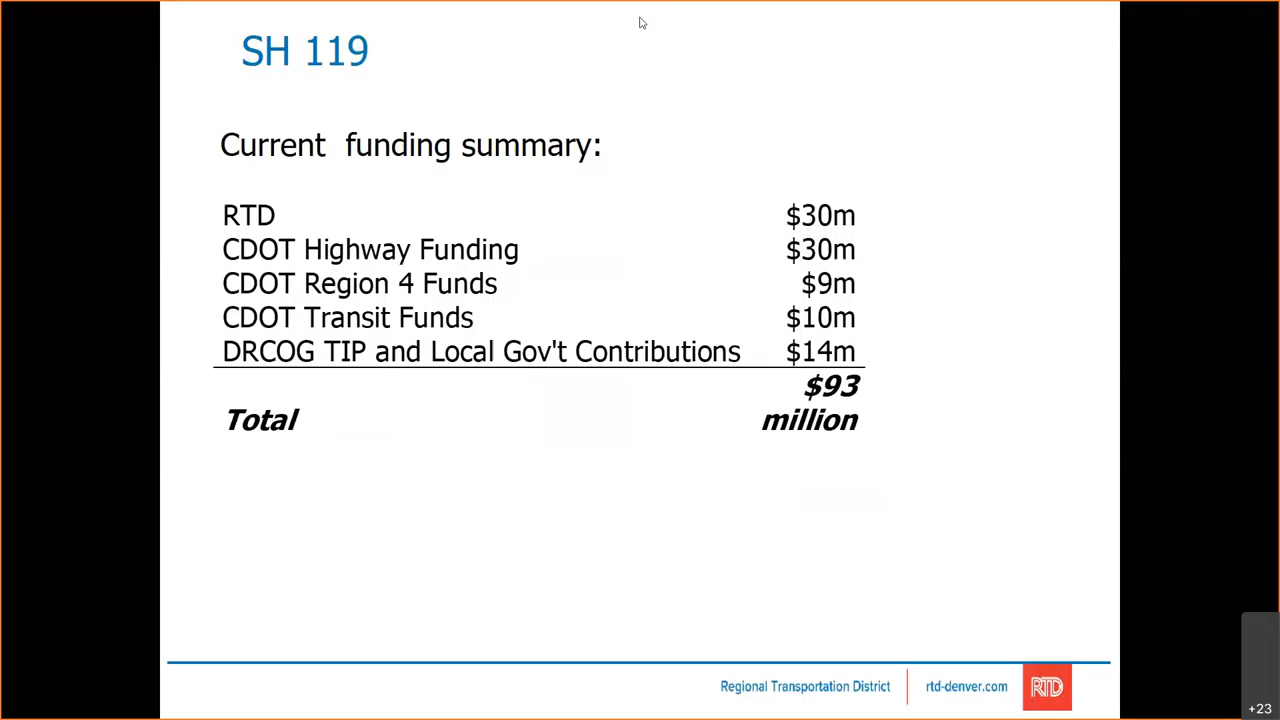 SH 119
Current funding summary:
RTD $30m
CDOT Highway Funding $30m
CDOT Region 4 Funds $9m
CDOT Transit Funds $10m
DRCOG TIP and Local Gov't Contributions $14m
$93
Total million
Regional Transportation District rtd-denver.com RTD
+23